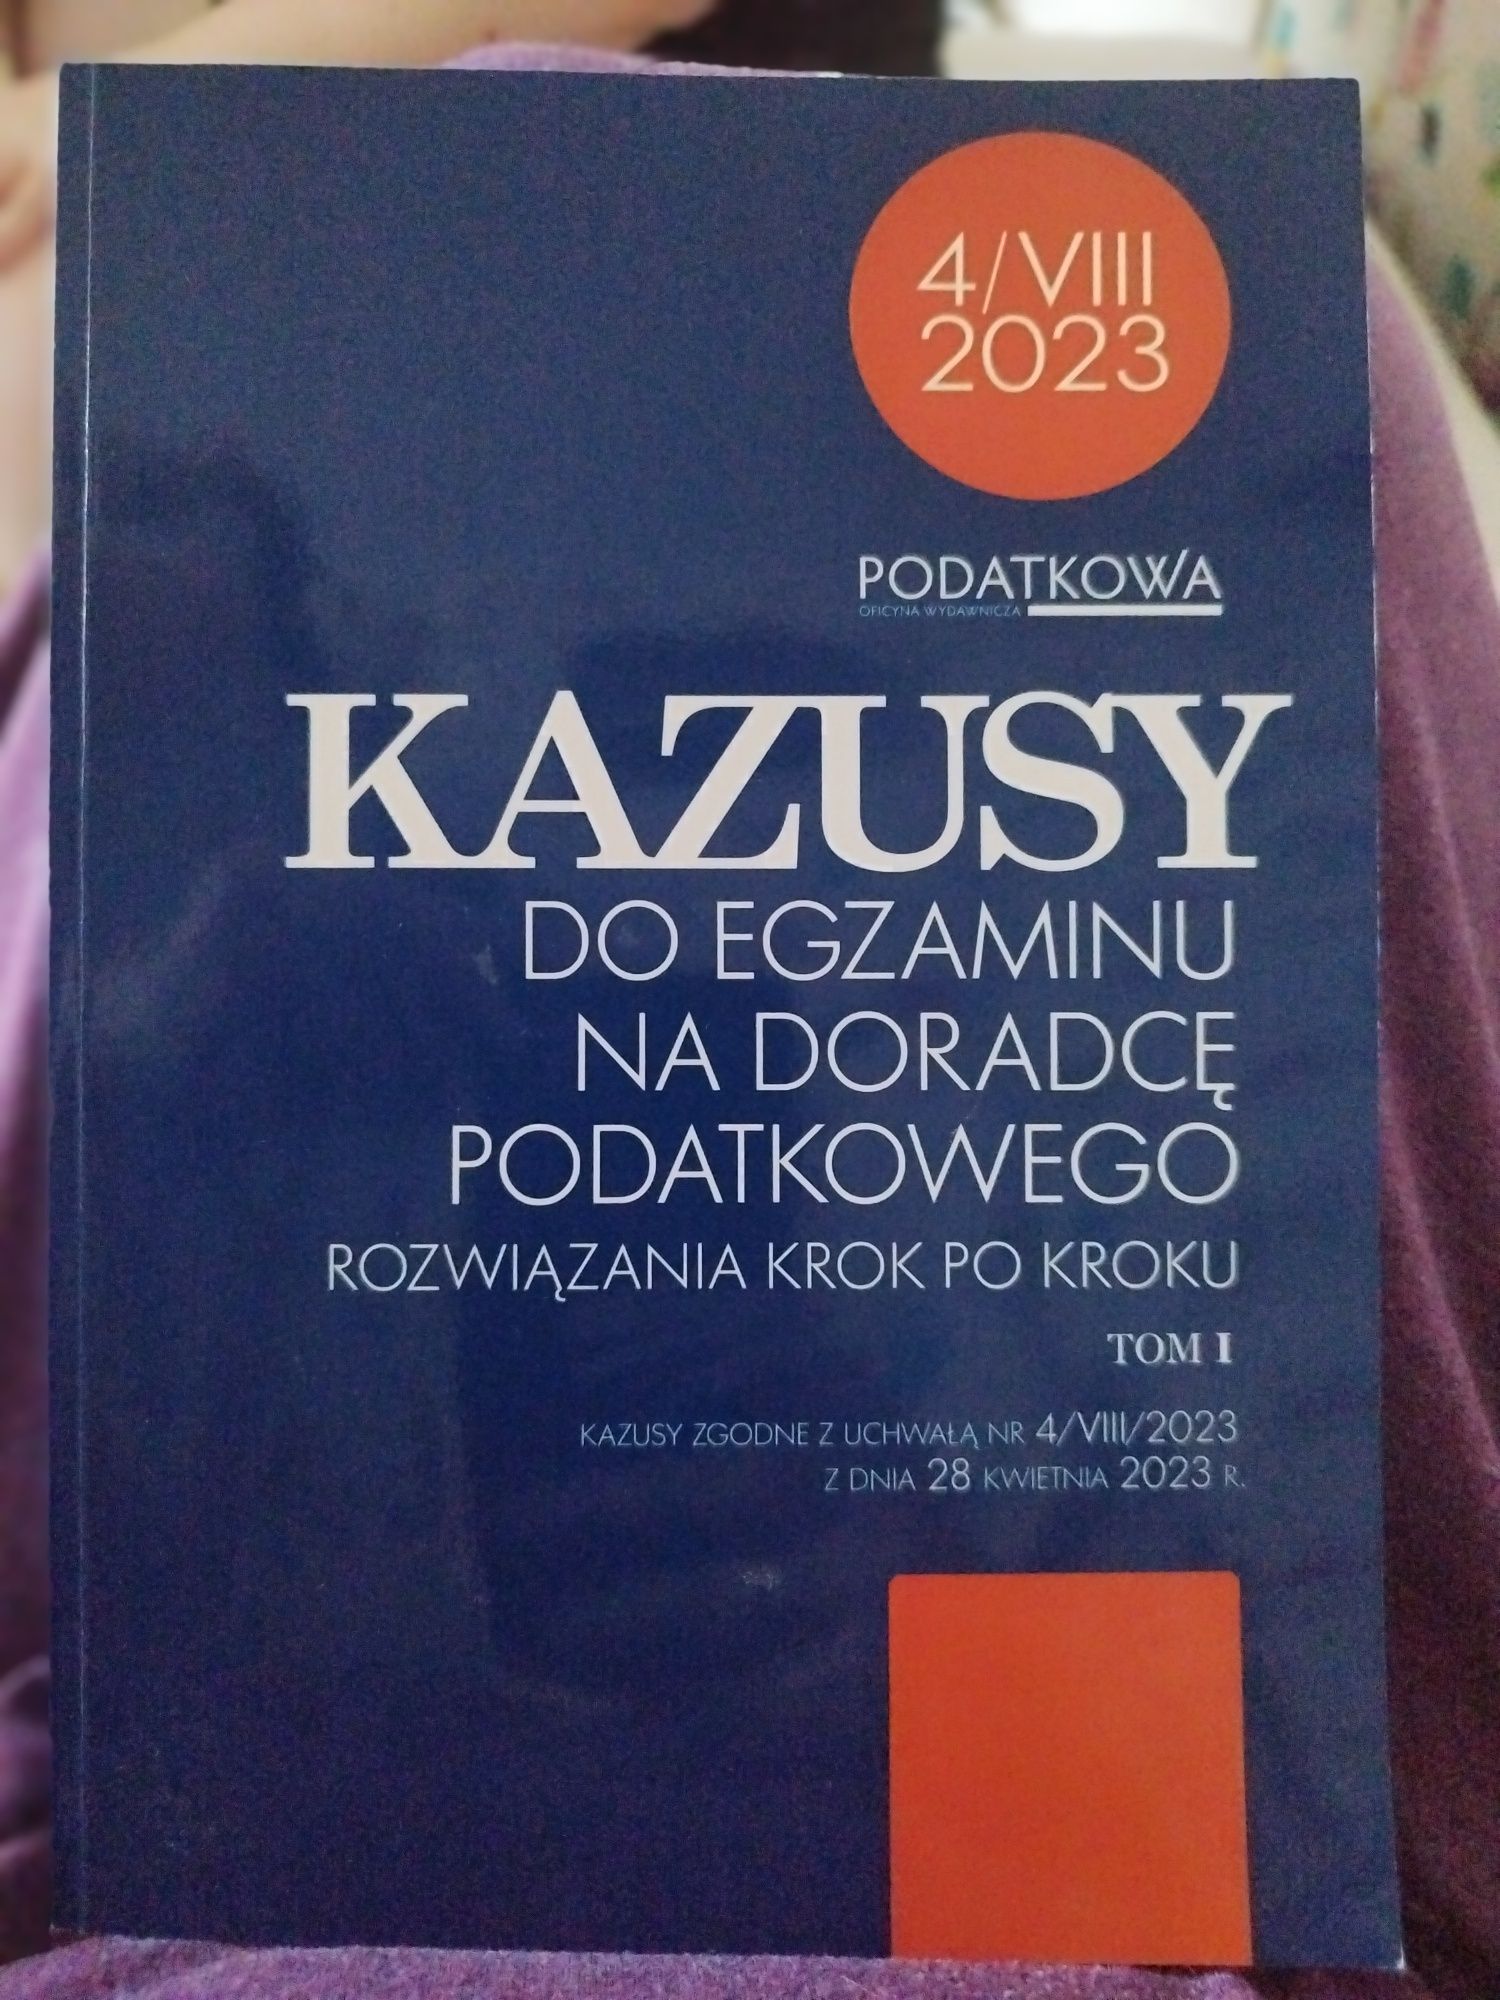 4/VIII
2023
PODATKOWA
OFICYNA WYDAWNICZA
KAZUSY
DO EGZAMINU
NA DORADCĘ
PODATKOWEGO
ROZWIĄZANIA KROK PO KROKU
TOM I
KAZUSY ZGODNE Z UCHWAŁĄ NR 4/VIII/2023
Z DNIA 28 KWIETNIA 2023 R.